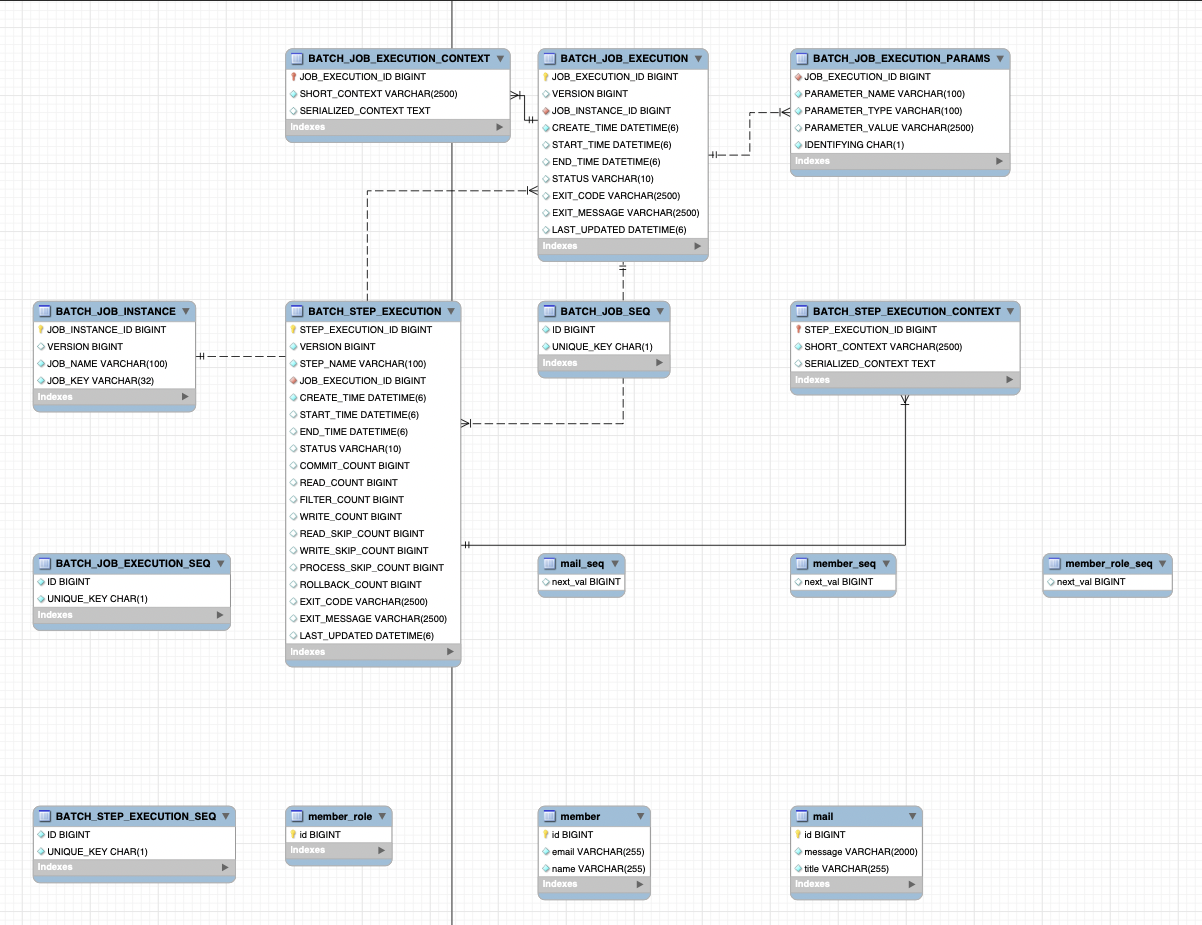 BATCH_JOB_EXECUTION_CONTEXT
JOB_EXECUTION_ID BIGINT
SHORT_CONTEXT VARCHAR(2500)
SERIALIZED_CONTEXT TEXT
Indexes
BATCH_JOB_EXECUTION
JOB_EXECUTION_ID BIGINT
VERSION BIGINT
JOB_INSTANCE_ID BIGINT
CREATE_TIME DATETIME(6)
START_TIME DATETIME(6)
END_TIME DATETIME(6)
STATUS VARCHAR(10)
EXIT_CODE VARCHAR(2500)
EXIT_MESSAGE VARCHAR(2500)
LAST_UPDATED DATETIME(6)
Indexes
BATCH_JOB_EXECUTION_PARAMS
JOB_EXECUTION_ID BIGINT
PARAMETER_NAME VARCHAR(100)
PARAMETER_TYPE VARCHAR(100)
PARAMETER_VALUE VARCHAR(2500)
IDENTIFYING CHAR(1)
Indexes
BATCH_JOB_INSTANCE
JOB_INSTANCE_ID BIGINT
VERSION BIGINT
JOB_NAME VARCHAR(100)
JOB_KEY VARCHAR(32)
Indexes
BATCH_STEP_EXECUTION
STEP_EXECUTION_ID BIGINT
VERSION BIGINT
STEP_NAME VARCHAR(100)
JOB_EXECUTION_ID BIGINT
CREATE_TIME DATETIME(6)
START_TIME DATETIME(6)
END_TIME DATETIME(6)
STATUS VARCHAR(10)
COMMIT_COUNT BIGINT
READ_COUNT BIGINT
FILTER_COUNT BIGINT
WRITE_COUNT BIGINT
READ_SKIP_COUNT BIGINT
WRITE_SKIP_COUNT BIGINT
PROCESS_SKIP_COUNT BIGINT
ROLLBACK_COUNT BIGINT
EXIT_CODE VARCHAR(2500)
EXIT_MESSAGE VARCHAR(2500)
LAST_UPDATED DATETIME(6)
Indexes
BATCH_JOB_SEQ
ID BIGINT
UNIQUE_KEY CHAR(1)
Indexes
BATCH_STEP_EXECUTION_CONTEXT
STEP_EXECUTION_ID BIGINT
SHORT_CONTEXT VARCHAR(2500)
SERIALIZED_CONTEXT TEXT
Indexes
BATCH_JOB_EXECUTION_SEQ
ID BIGINT
UNIQUE_KEY CHAR(1)
Indexes
mail_seq
next_val BIGINT
member_seq
next_val BIGINT
member_role_seq
next_val BIGINT
BATCH_STEP_EXECUTION_SEQ
ID BIGINT
UNIQUE_KEY CHAR(1)
Indexes
member_role
id BIGINT
Indexes
member
id BIGINT
email VARCHAR(255)
name VARCHAR(255)
Indexes
mail
id BIGINT
message VARCHAR(2000)
title VARCHAR(255)
Indexes